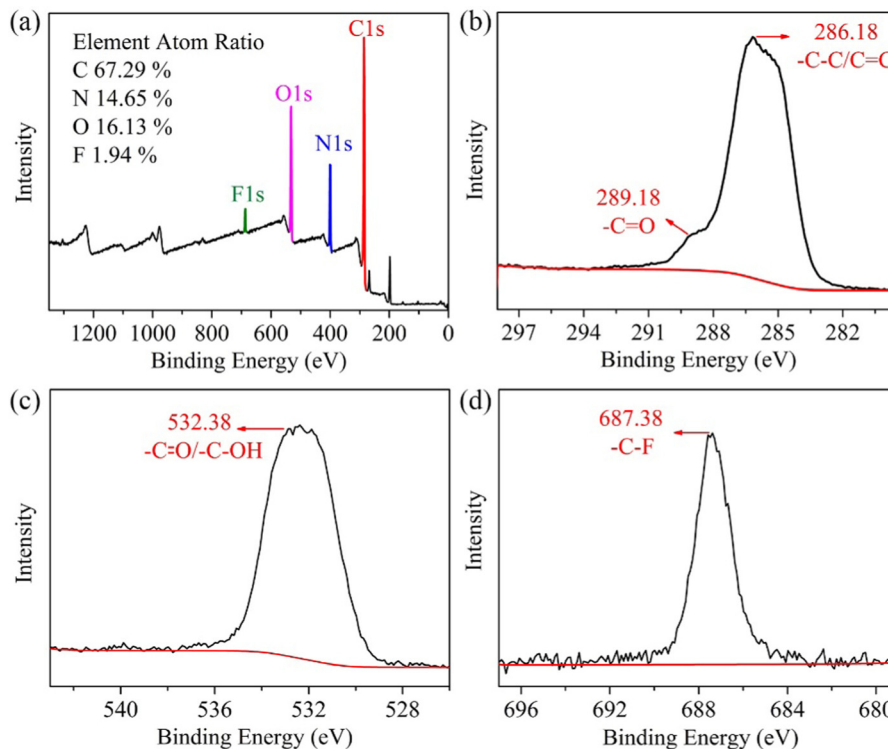 (a)
Element Atom Ratio
C 67.29 %
N 14.65 %
O 16.13 %
F 1.94 %
C1s
O1s
N1s
F1s
Intensity
1200 1000 800 600 400 200 0
Binding Energy (eV)
(b)
286.18
-C-C/C=C
289.18
-C=O
Intensity
297 294 291 288 285 282
Binding Energy (eV)
(c)
532.38
-C=O/-C-OH
Intensity
540 536 532 528
Binding Energy (eV)
(d)
687.38
-C-F
Intensity
696 692 688 684 680
Binding Energy (eV)